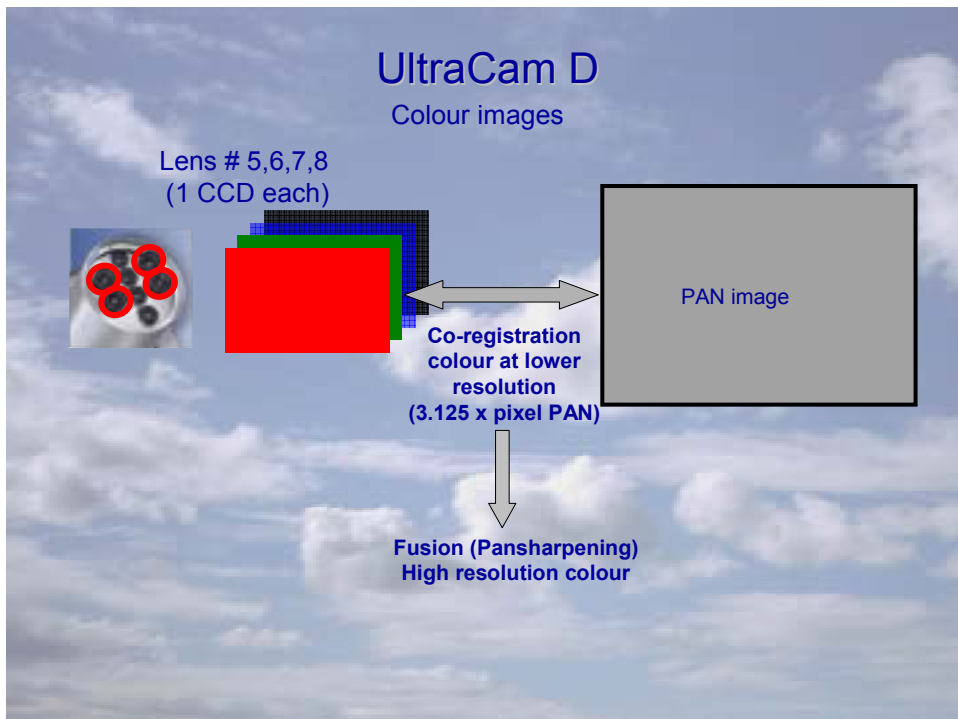 UltraCam D
Colour images
Lens # 5,6,7,8
(1 CCD each)
PAN image
Co-registration
colour at lower
resolution
(3.125 x pixel PAN)
Fusion (Pansharpening)
High resolution colour